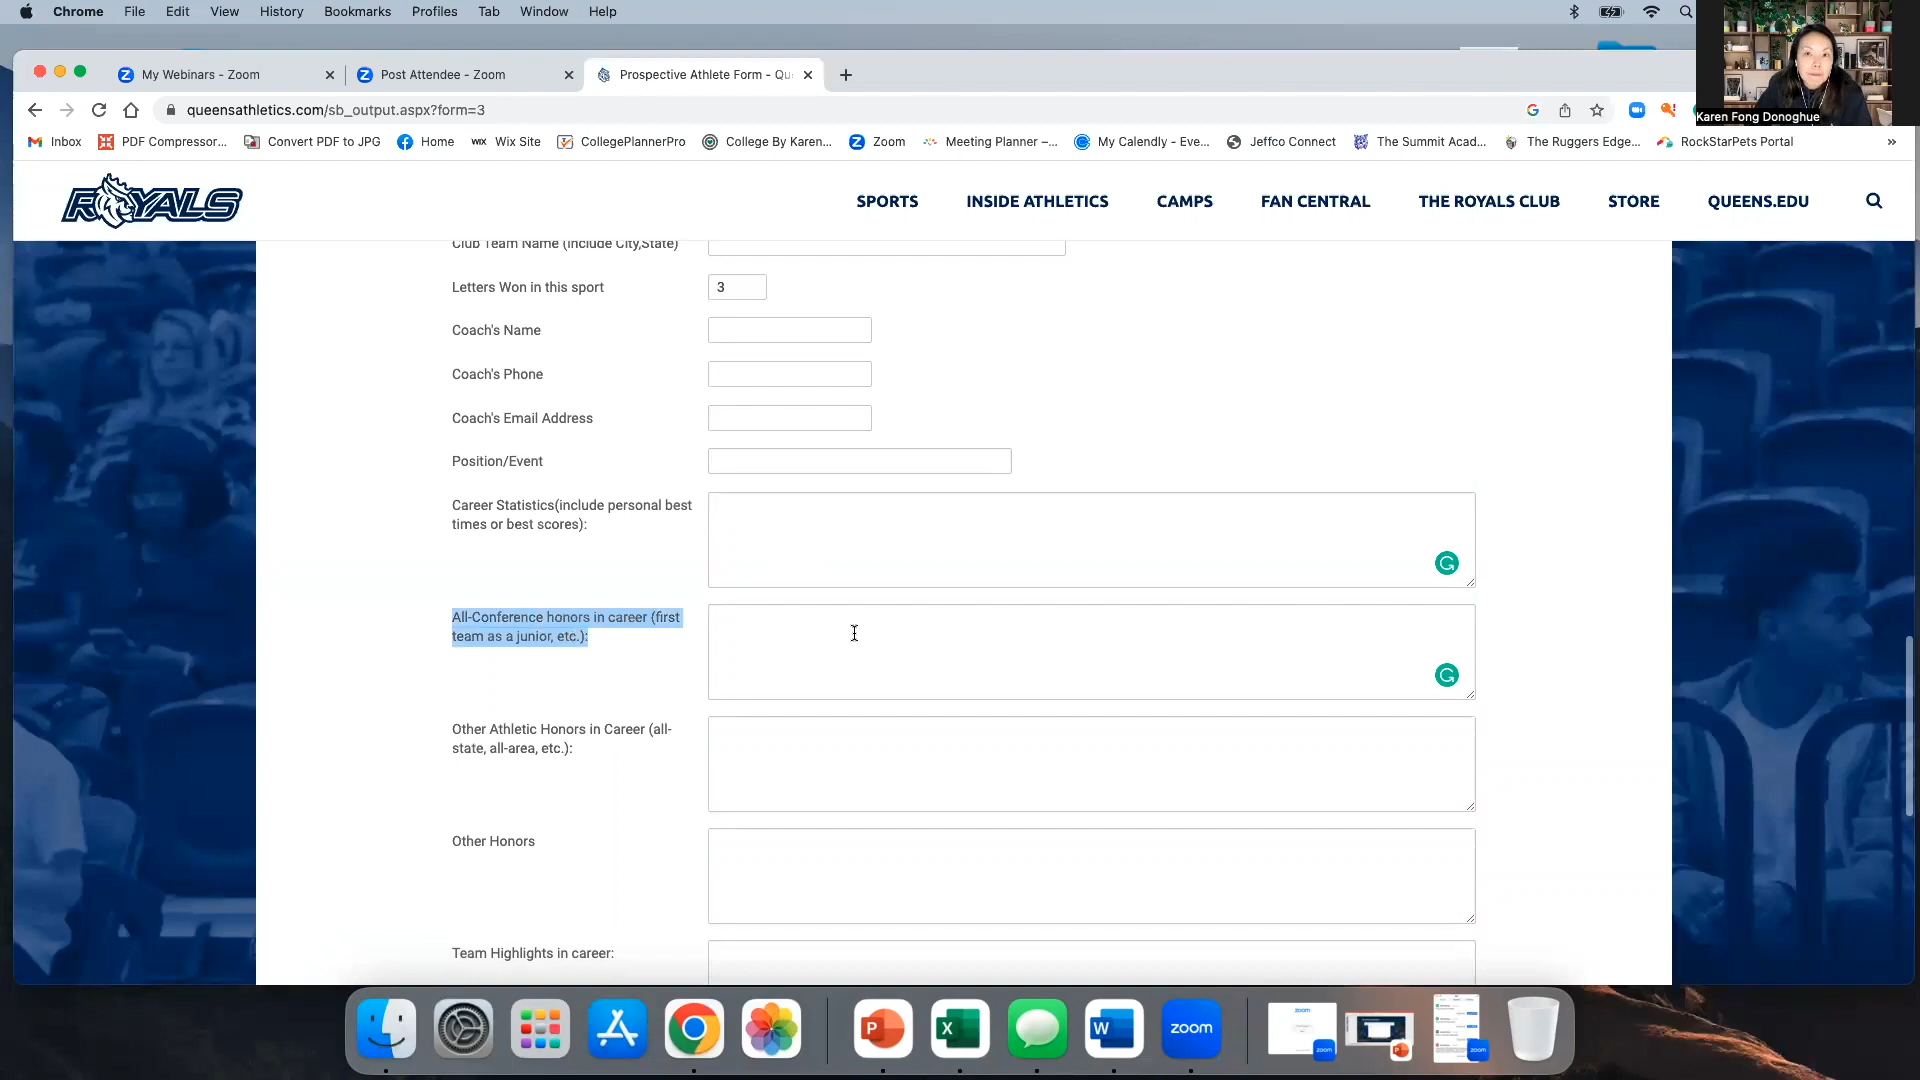 Chrome File Edit View History Bookmarks Profiles Tab Window Help
My Webinars - Zoom
Post Attendee - Zoom
Prospective Athlete Form - Qu
queensathletics.com/sb_output.aspx?form=3
Karen Fong Donoghue
Inbox PDF Compressor... Convert PDF to JPG Home WIX Wix Site CollegePlannerPro College By Karen... Zoom Meeting Planner –... My Calendly - Eve... Jeffco Connect The Summit Acad... The Ruggers Edge... RockStarPets Portal »
ROYALS
SPORTS INSIDE ATHLETICS CAMPS FAN CENTRAL THE ROYALS CLUB STORE QUEENS.EDU
Club Team Name (include City,State)
Letters Won in this sport 3
Coach's Name
Coach's Phone
Coach's Email Address
Position/Event
Career Statistics(include personal best
times or best scores):
All-Conference honors in career (first
team as a junior, etc.):
Other Athletic Honors in Career (all-
state, all-area, etc.):
Other Honors
Team Highlights in career:
P X W zoom